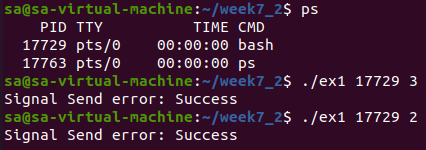 sa@sa-virtual-machine:~/week7_2$ ps
    PID TTY          TIME CMD
  17729 pts/0    00:00:00 bash
  17763 pts/0    00:00:00 ps
sa@sa-virtual-machine:~/week7_2$ ./ex1 17729 3
Signal Send error: Success
sa@sa-virtual-machine:~/week7_2$ ./ex1 17729 2
Signal Send error: Success